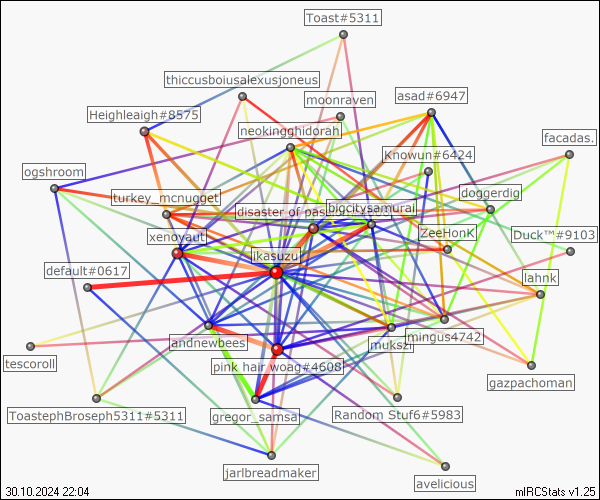 Toast#5311
thiccusboiusalexusjoneus
moonraven
asad#6947
Heighleaigh#8575
neokingghidorah
facadas.
Knowun#6424
ogshroom
turkey_mcnugget
doggerdig
disaster of pas
bigcitysamurai
xenoyaut
ZeeHonK
Duck™#9103
ikasuzu
default#0617
lahnk
andnewbees
mukszi
mingus4742
tescoroll
pink hair woag#4608
gazpachoman
ToastephBroseph5311#5311
gregor_samsa
Random Stuf6#5983
jarlbreadmaker
avelicious
30.10.2024 22:04
mIRCStats v1.25